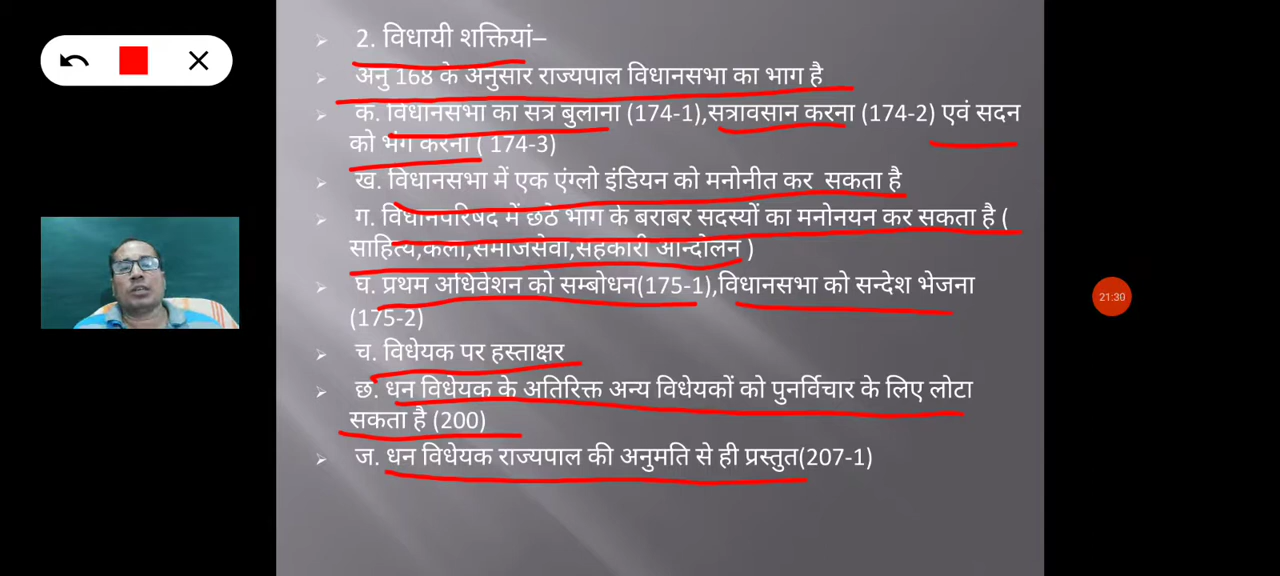 2. विधायी शक्तियां–
अनु 168 के अनुसार राज्यपाल विधानसभा का भाग है
क. विधानसभा का सत्र बुलाना (174-1),सत्रावसान करना (174-2) एवं सदन
को भंग करना ( 174-3)
ख. विधानसभा में एक एंग्लो इंडियन को मनोनीत कर सकता है
ग. विधानपरिषद में छठे भाग के बराबर सदस्यों का मनोनयन कर सकता है (
साहित्य,कला,समाजसेवा,सहकारी आन्दोलन )
घ. प्रथम अधिवेशन को सम्बोधन(175-1),विधानसभा को सन्देश भेजना
(175-2)
च. विधेयक पर हस्ताक्षर
छ. धन विधेयक के अतिरिक्त अन्य विधेयकों को पुनर्विचार के लिए लोटा
सकता है (200)
ज. धन विधेयक राज्यपाल की अनुमति से ही प्रस्तुत(207-1)
21:30